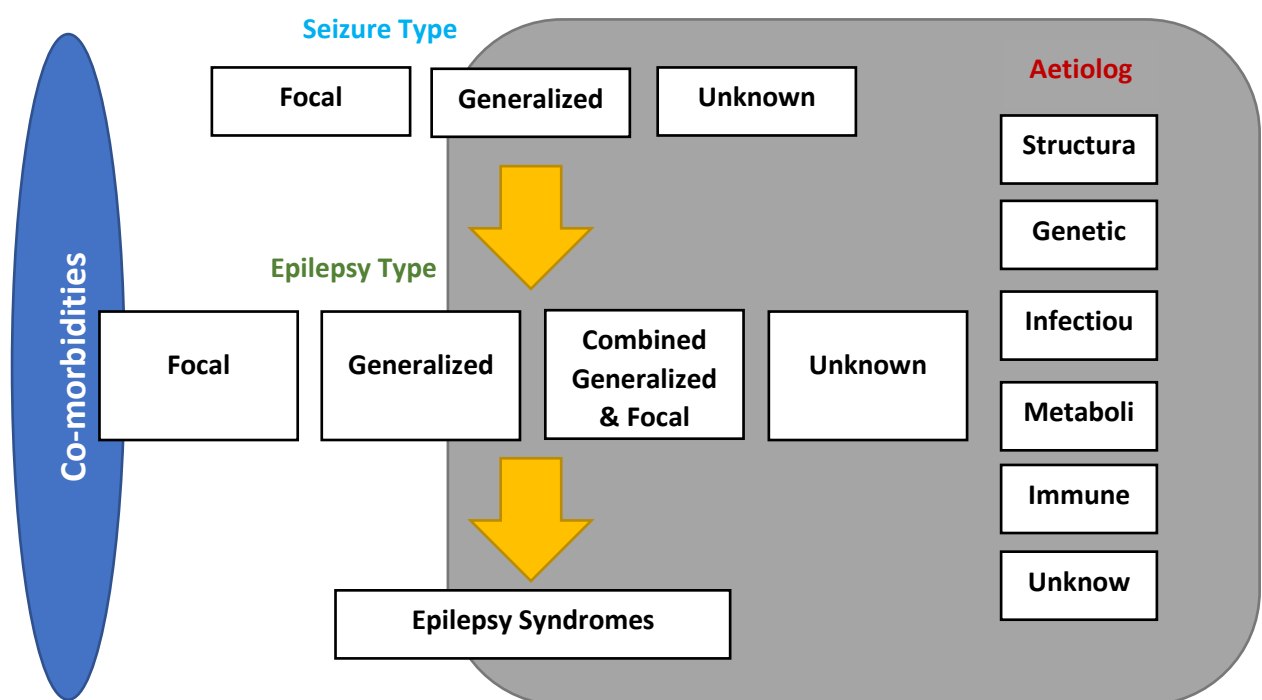 Seizure Type
Focal
Generalized
Unknown
Aetiolog
Structura
Genetic
Infectiou
Metaboli
Immune
Unknow
Epilepsy Type
Focal
Generalized
Combined
Generalized
& Focal
Unknown
Epilepsy Syndromes
Co-morbidities